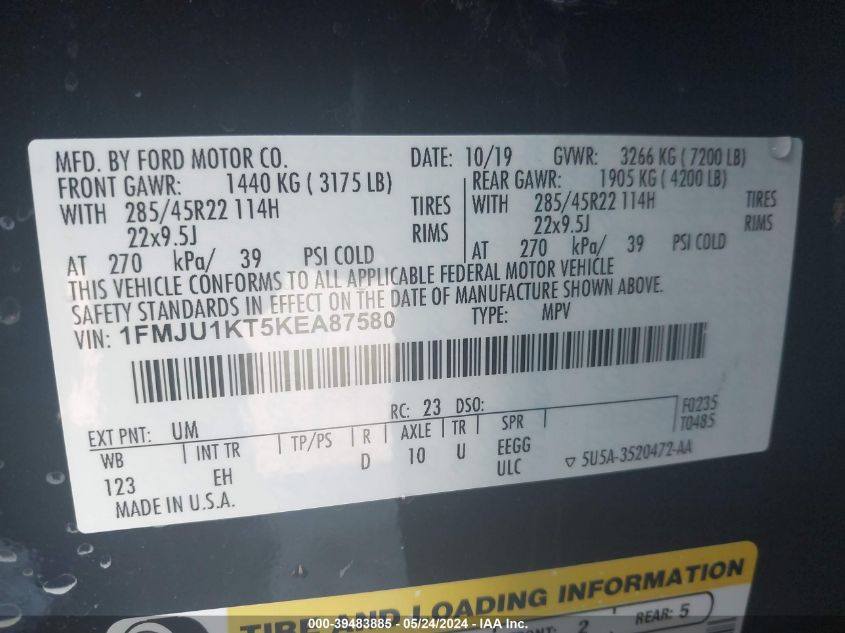 MFD. BY FORD MOTOR CO. DATE: 10/19 GVWR: 3266 KG ( 7200 LB)
FRONT GAWR: 1440 KG ( 3175 LB) REAR GAWR: 1905 KG ( 4200 LB)
WITH 285/45R22 114H TIRES WITH 285/45R22 114H TIRES
22x9.5J RIMS 22x9.5J RIMS
AT 270 kPa/ 39 PSI COLD AT 270 kPa/ 39 PSI COLD
THIS VEHICLE CONFORMS TO ALL APPLICABLE FEDERAL MOTOR VEHICLE
SAFETY STANDARDS IN EFFECT ON THE DATE OF MANUFACTURE SHOWN ABOVE.
VIN: 1FMJU1KT5KEA87580 TYPE: MPV
EXT PNT: UM RC: 23 DSO: F0235
WB INT TR TP/PS R AXLE TR SPR T0485
123 EH D 10 U EEGG
ULC ▽ 5U5A-3520472-AA
MADE IN U.S.A.
TIRE AND LOADING INFORMATION
2 REAR: 5
000-39483885 - 05/24/2024 - IAA Inc.